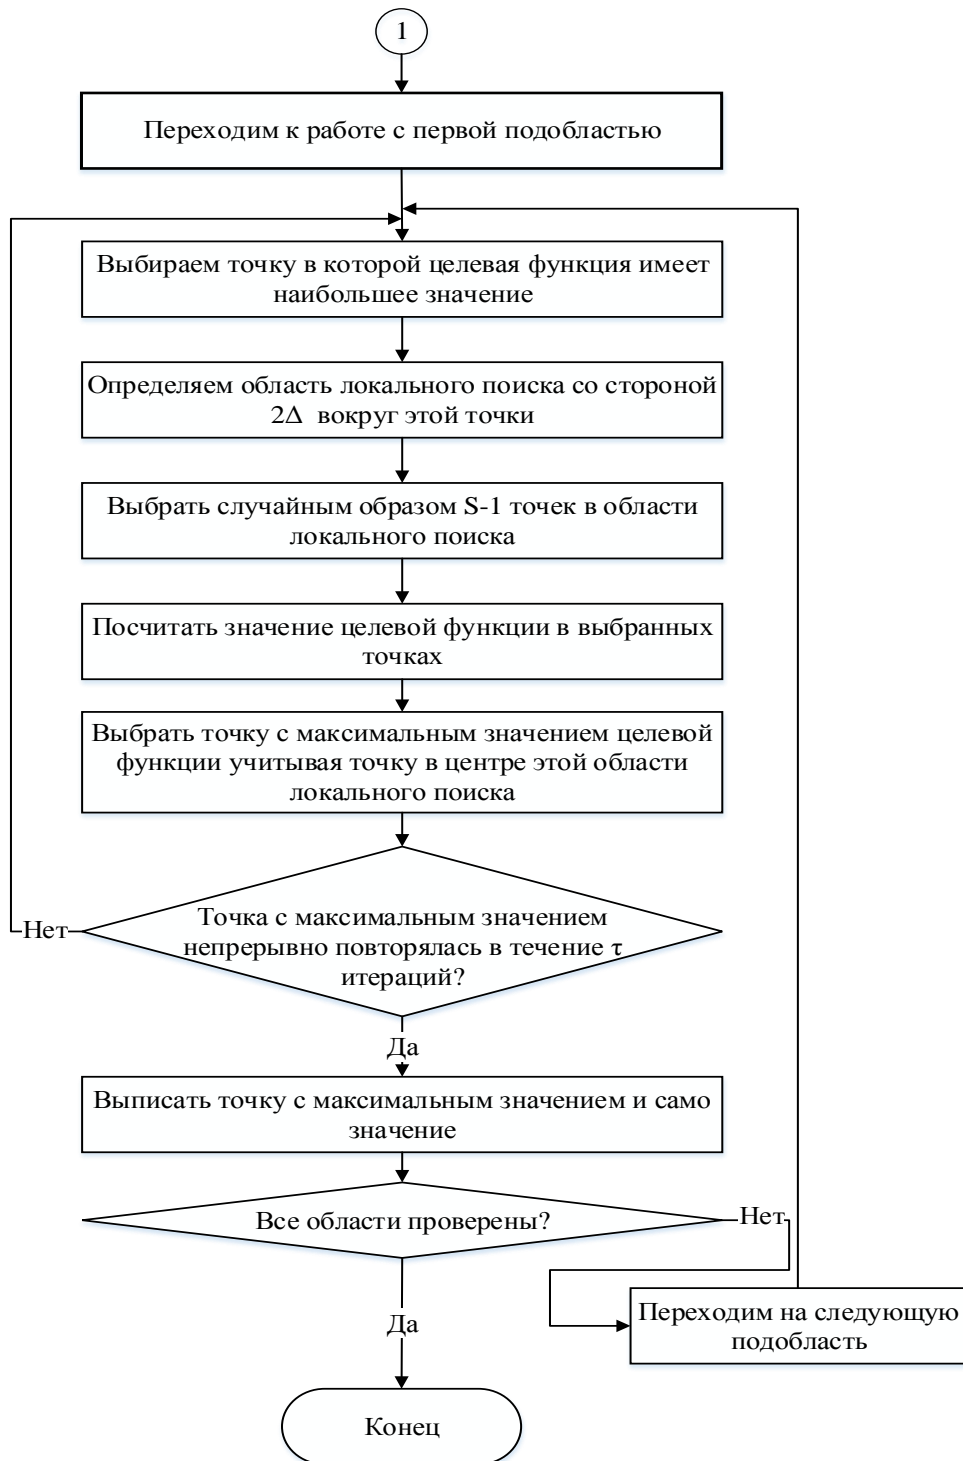 1
Переходим к работе с первой подобластью
Выбираем точку в которой целевая функция имеет
наибольшее значение
Определяем область локального поиска со стороной
2Δ вокруг этой точки
Выбрать случайным образом S-1 точек в области
локального поиска
Посчитать значение целевой функции в выбранных
точках
Выбрать точку с максимальным значением целевой
функции учитывая точку в центре этой области
локального поиска
Точка с максимальным значением
непрерывно повторялась в течение τ
итераций?
Нет
Да
Выписать точку с максимальным значением и само
значение
Все области проверены?
Нет
Переходим на следующую
подобласть
Да
Конец